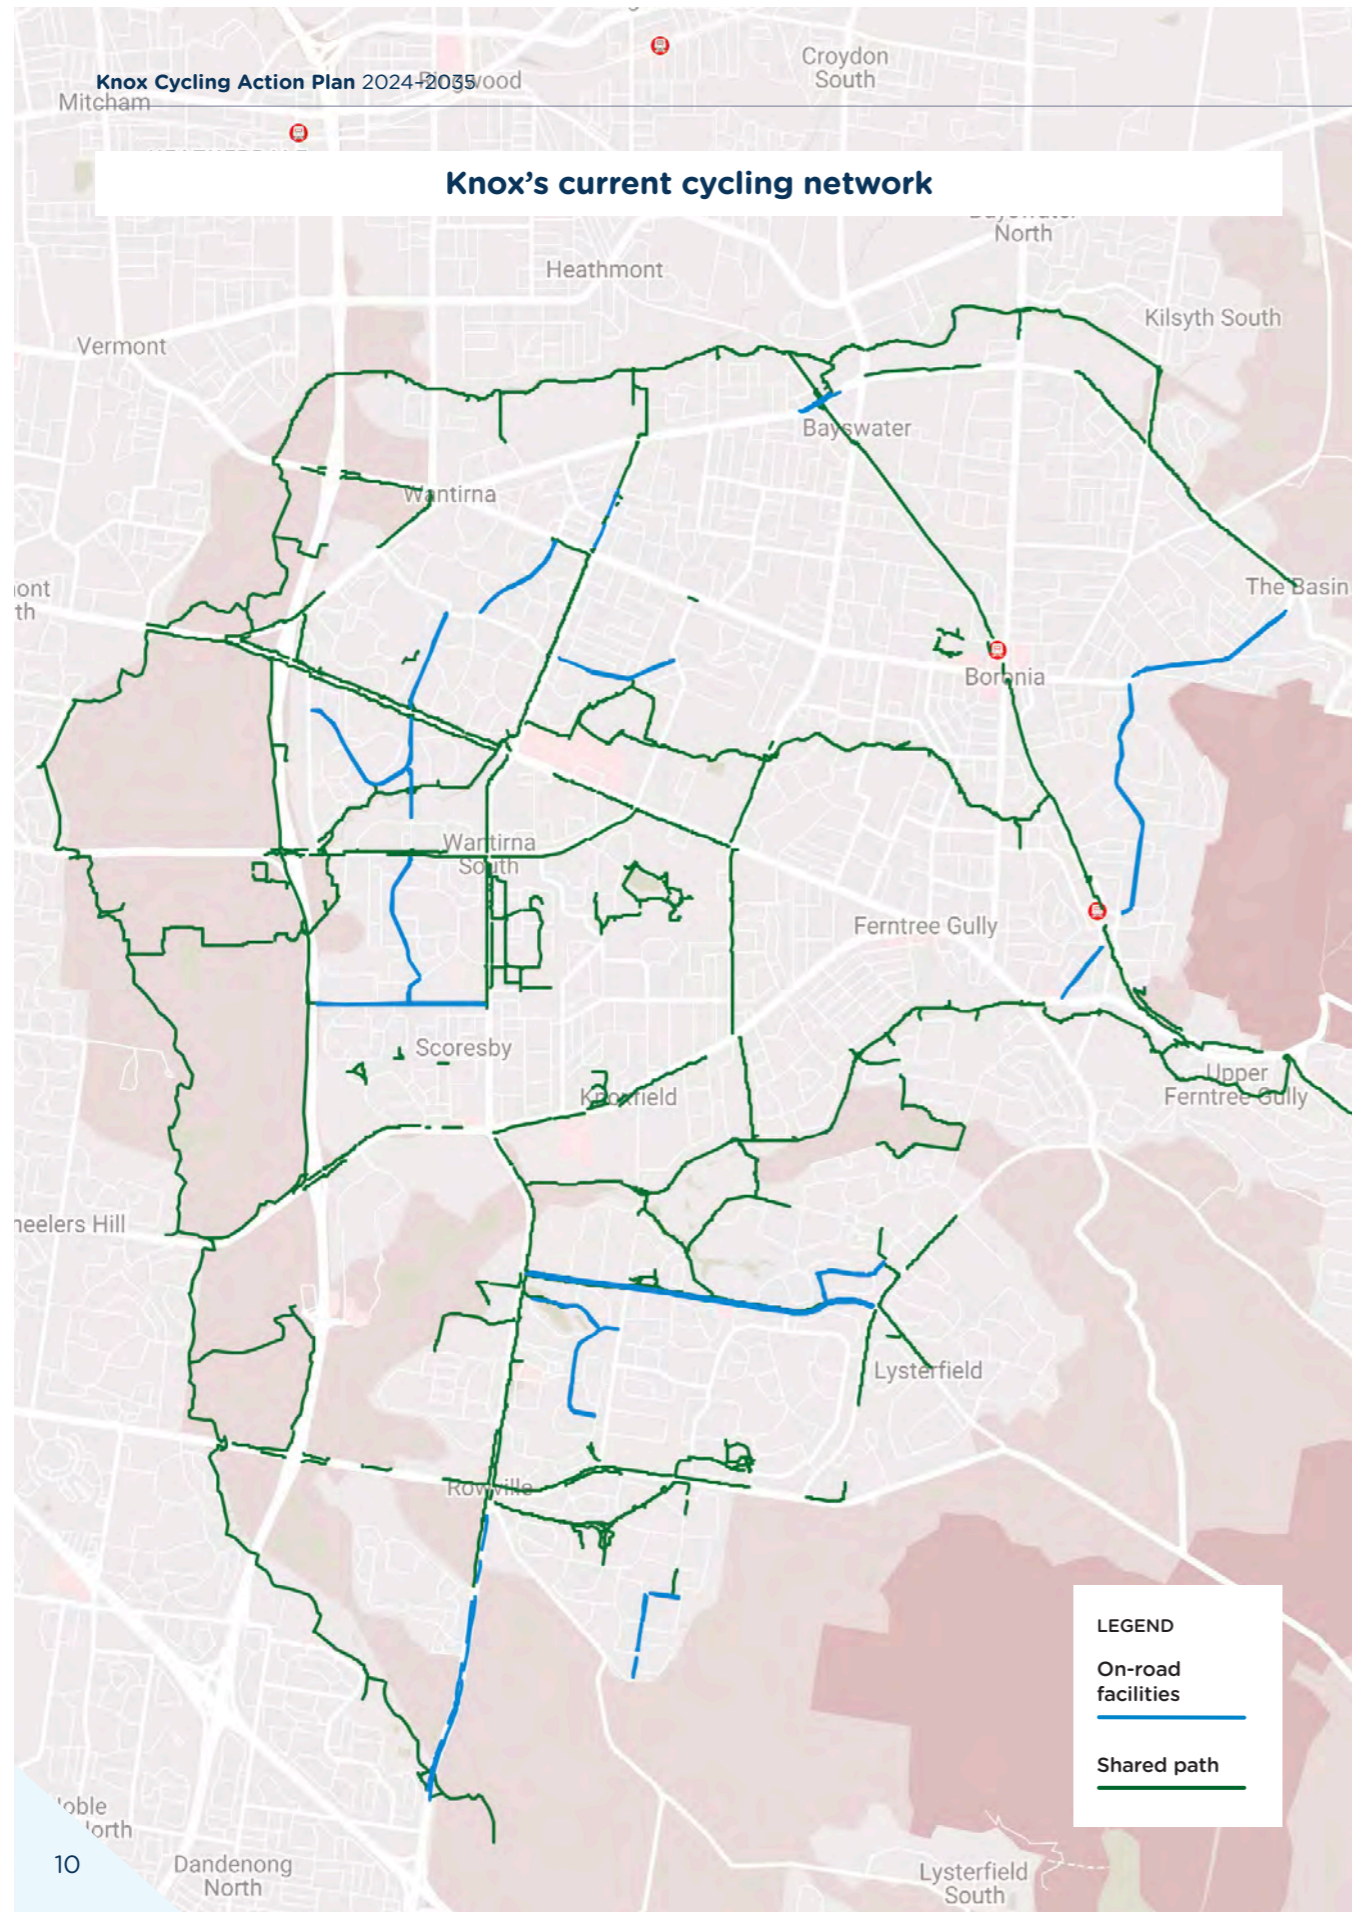 Croydon
South
Knox Cycling Action Plan 2024–2035
Mitcham
Knox's current cycling network
North
Heathmont
Kilsyth South
Vermont
Bayswater
Wantirna
The Basin
Boronia
Wantirna
South
Ferntree Gully
Scoresby
Upper
Ferntree Gully
Knoxfield
Lysterfield
Rowville
LEGEND
On-road
facilities
Shared path
10
Dandenong
North
Lysterfield
South